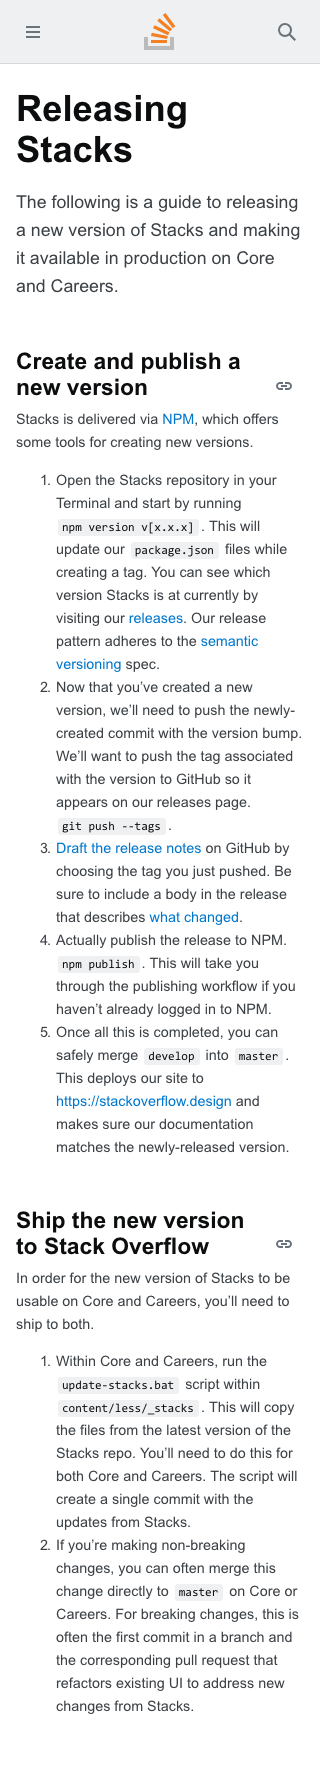 Releasing
Stacks
The following is a guide to releasing
a new version of Stacks and making
it available in production on Core
and Careers.
Create and publish a
new version
Stacks is delivered via NPM, which offers
some tools for creating new versions.
1. Open the Stacks repository in your
Terminal and start by running
npm version v[x.x.x] . This will
update our package.json files while
creating a tag. You can see which
version Stacks is at currently by
visiting our releases. Our release
pattern adheres to the semantic
versioning spec.
2. Now that you’ve created a new
version, we’ll need to push the newly-
created commit with the version bump.
We’ll want to push the tag associated
with the version to GitHub so it
appears on our releases page.
git push --tags .
3. Draft the release notes on GitHub by
choosing the tag you just pushed. Be
sure to include a body in the release
that describes what changed.
4. Actually publish the release to NPM.
npm publish . This will take you
through the publishing workflow if you
haven’t already logged in to NPM.
5. Once all this is completed, you can
safely merge develop into master .
This deploys our site to
https://stackoverflow.design and
makes sure our documentation
matches the newly-released version.
Ship the new version
to Stack Overflow
In order for the new version of Stacks to be
usable on Core and Careers, you’ll need to
ship to both.
1. Within Core and Careers, run the
update-stacks.bat script within
content/less/_stacks . This will copy
the files from the latest version of the
Stacks repo. You’ll need to do this for
both Core and Careers. The script will
create a single commit with the
updates from Stacks.
2. If you’re making non-breaking
changes, you can often merge this
change directly to master on Core or
Careers. For breaking changes, this is
often the first commit in a branch and
the corresponding pull request that
refactors existing UI to address new
changes from Stacks.